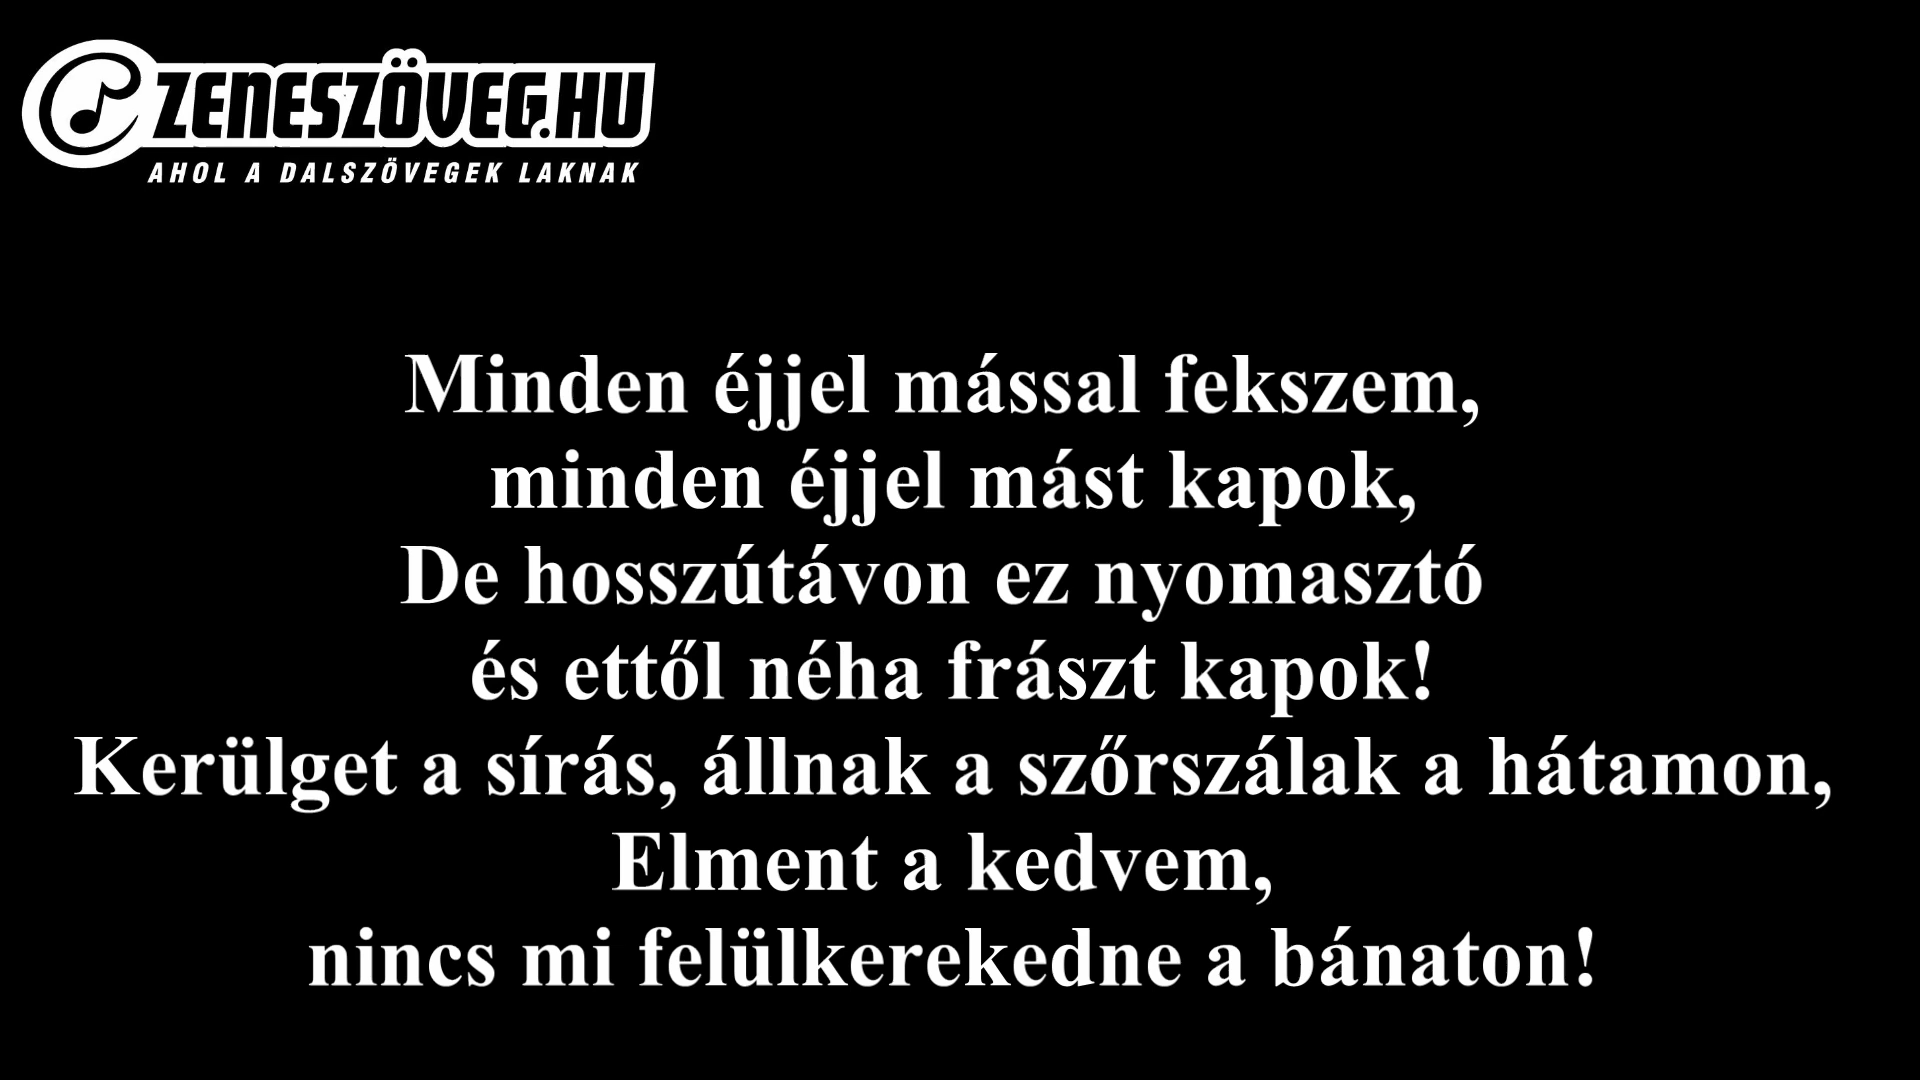 ZENESZÖVEG.HU
AHOL A DALSZÖVEGEK LAKNAK
Minden éjjel mással fekszem,
minden éjjel mást kapok,
De hosszútávon ez nyomasztó
és ettől néha frászt kapok!
Kerülget a sírás, állnak a szőrszálak a hátamon,
Elment a kedvem,
nincs mi felülkerekedne a bánaton!